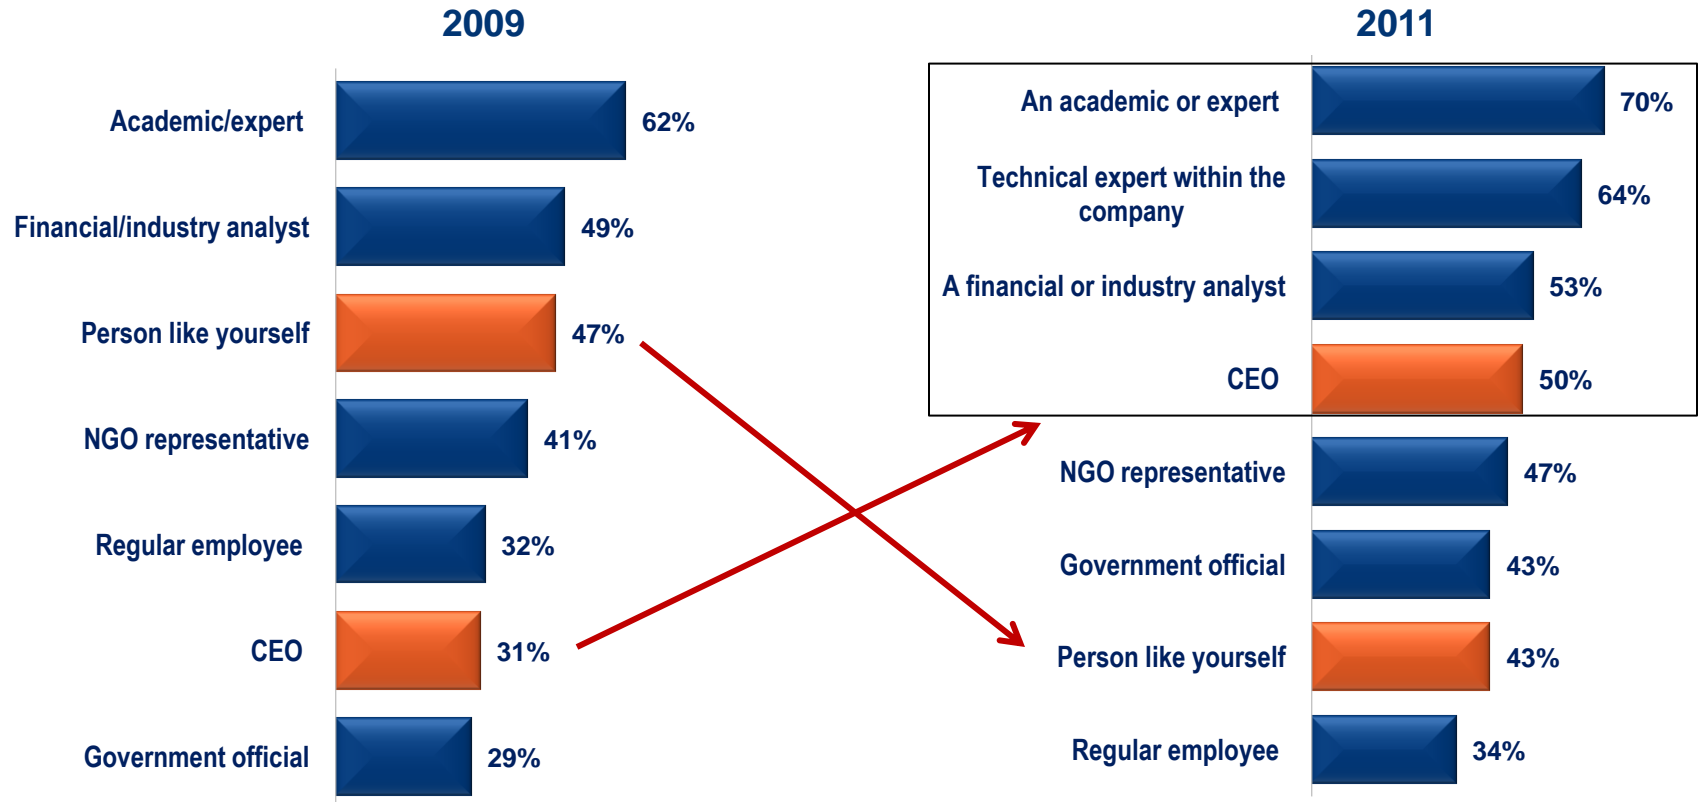 2009
Academic/expert 62%
Financial/industry analyst 49%
Person like yourself 47%
NGO representative 41%
Regular employee 32%
CEO 31%
Government official 29%
2011
An academic or expert 70%
Technical expert within the
company 64%
A financial or industry analyst 53%
CEO 50%
NGO representative 47%
Government official 43%
Person like yourself 43%
Regular employee 34%